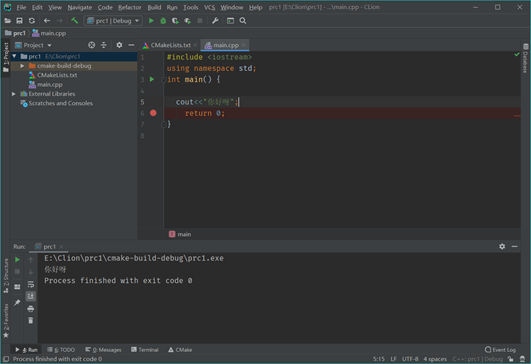 File Edit View Navigate Code Refactor Build Run Tools VCS Window Help prc1 [E:\Clion\prc1] - ...\main.cpp - CLion
prc1 | Debug
prc1 main.cpp
Project
CMakeLists.txt main.cpp
prc1 E:\Clion\prc1
cmake-build-debug
CMakeLists.txt
main.cpp
External Libraries
Scratches and Consoles
1 #include <iostream>
2 using namespace std;
3 int main() {
4
5 cout<<"你好呀";
6 return 0;
7 }
8
main
1: Project
Database
Run: prc1
E:\Clion\prc1\cmake-build-debug\prc1.exe
你好呀
Process finished with exit code 0
Z: Structure
2: Favorites
4: Run 6: TODO 0: Messages Terminal CMake Event Log
Process finished with exit code 0 5:15 LF UTF-8 4 spaces C++: prc1 | Debug